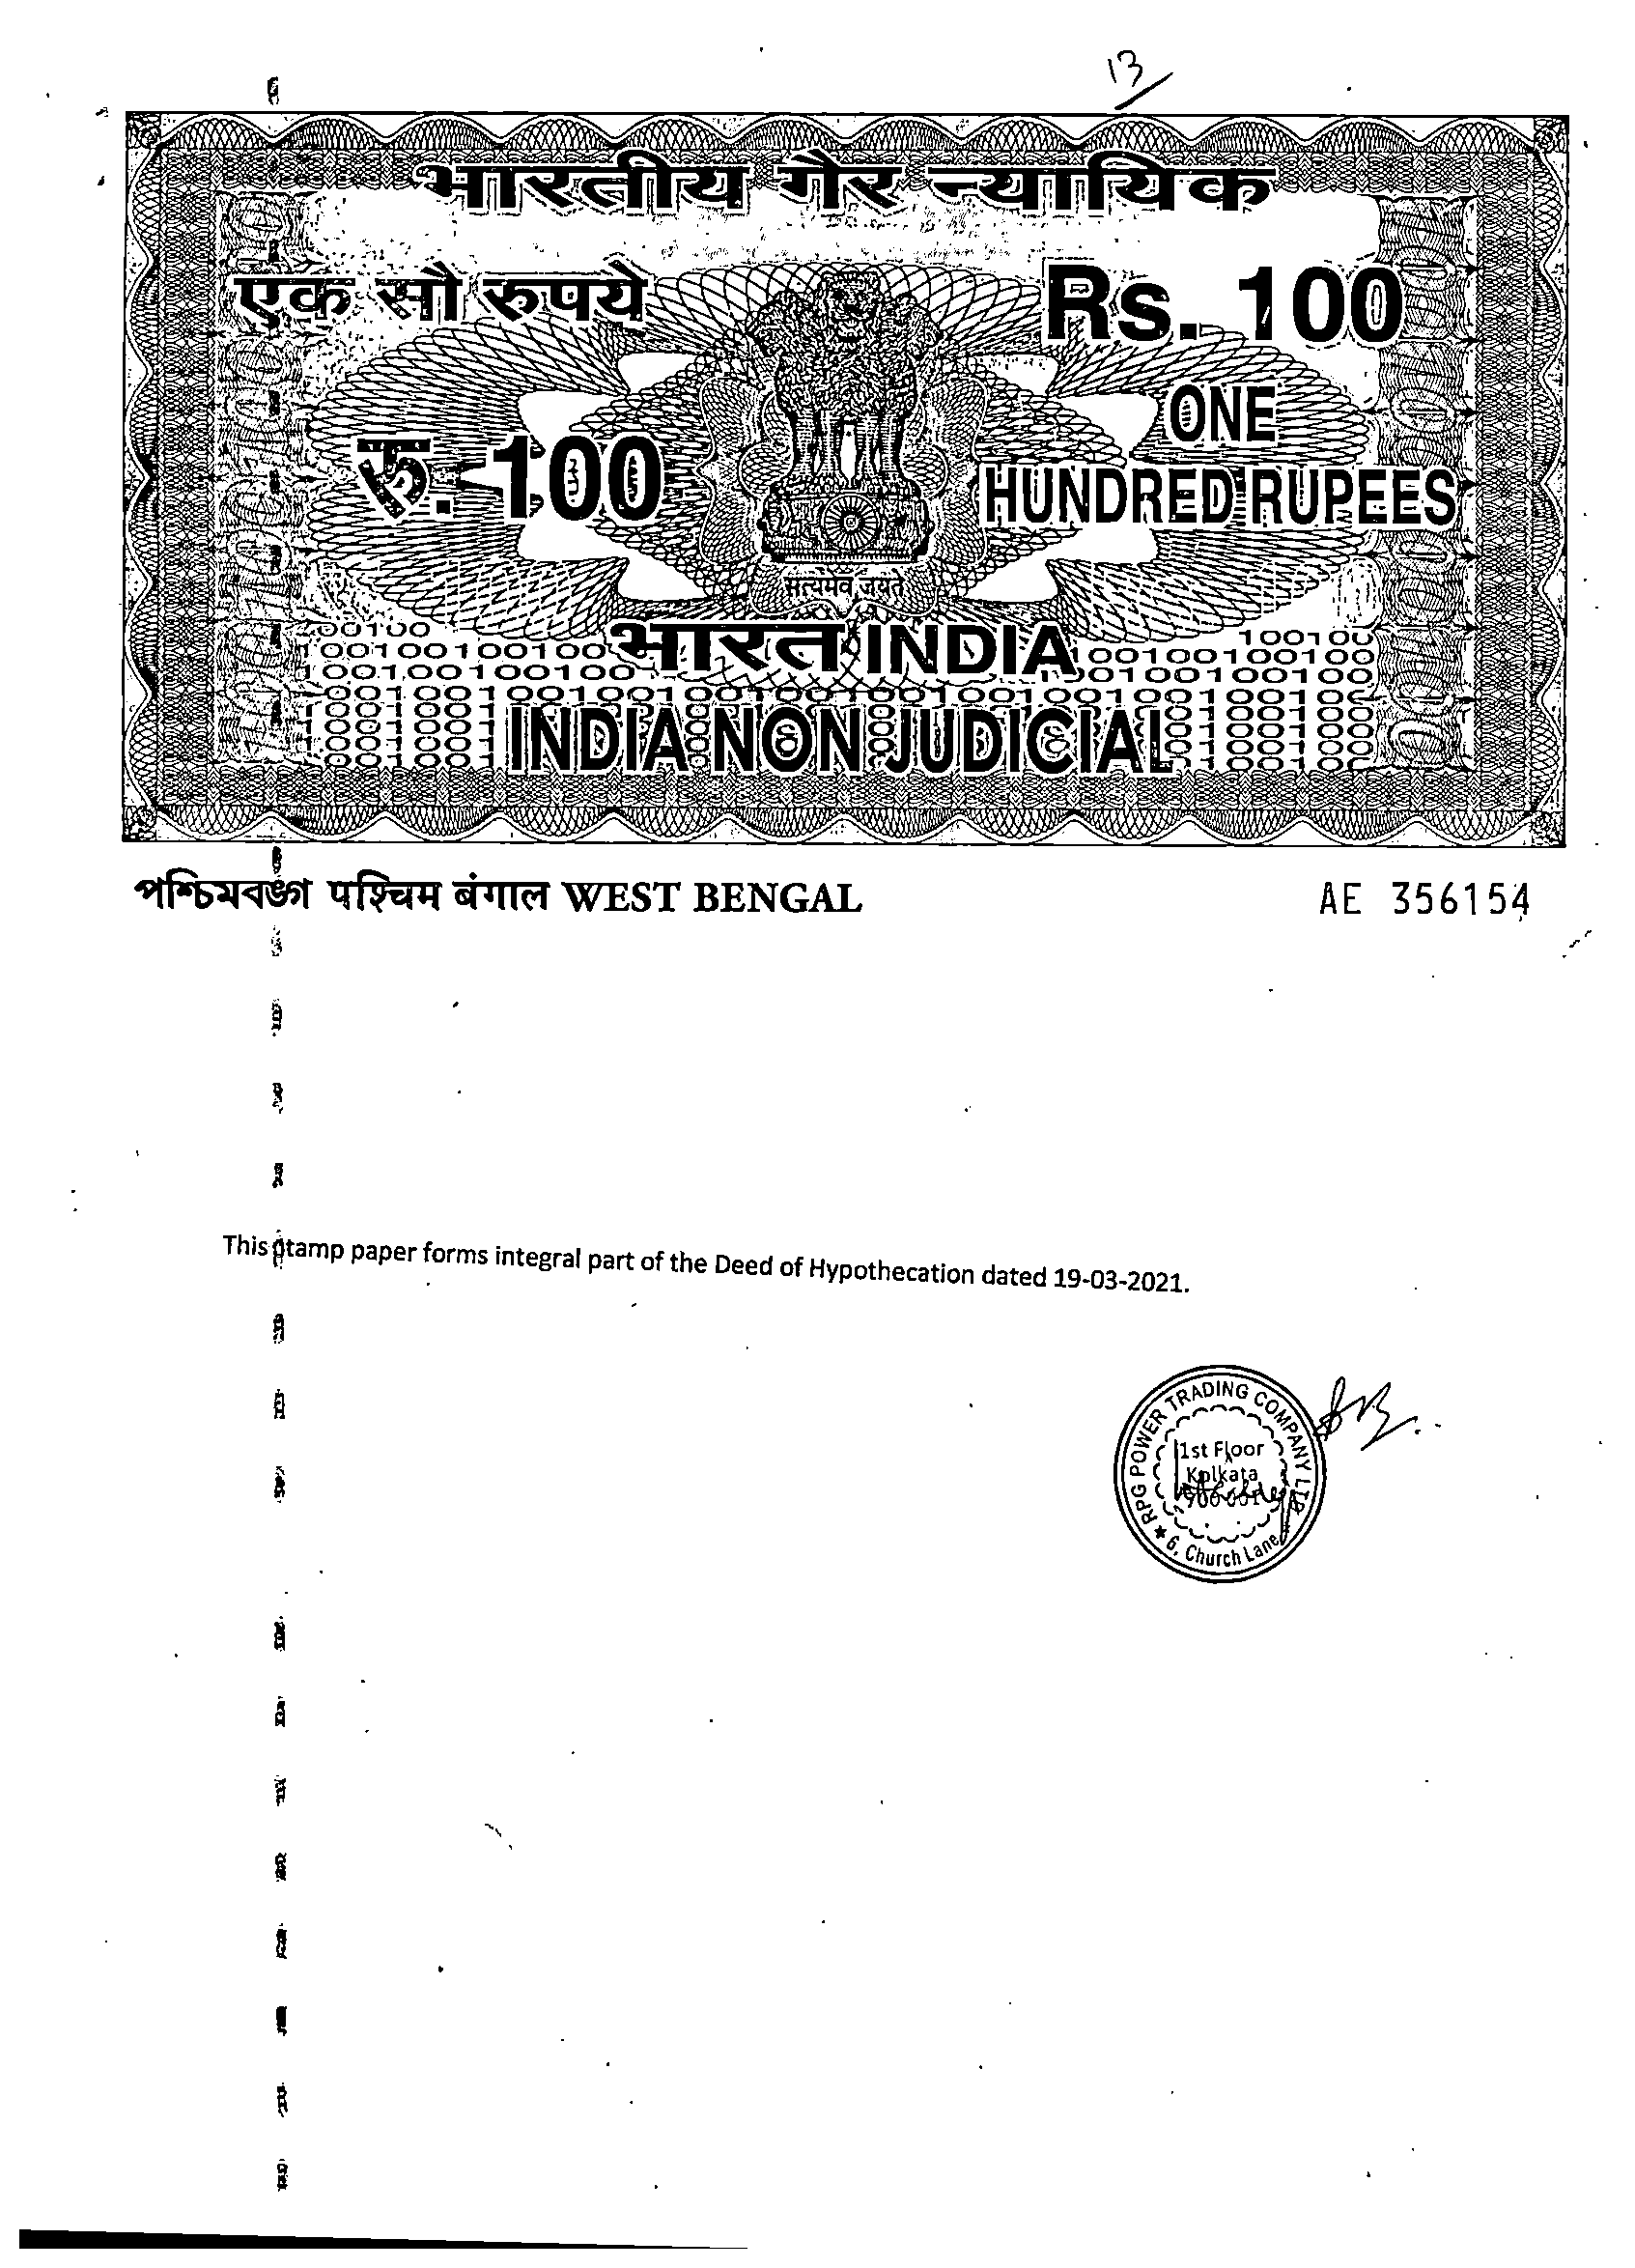 13
भारतीय गैर न्यायिक
एक सौ रुपये
Rs. 100
रु. 100
ONE
HUNDRED RUPEES
सत्यमेव जयते
भारत INDIA
INDIA NON JUDICIAL
পশ্চিমবঙ্গ पश्चिम बंगाल WEST BENGAL
AE 356154
This stamp paper forms integral part of the Deed of Hypothecation dated 19-03-2021.
RPG POWER TRADING COMPANY LTD
1st Floor
Kolkata
700 001
★ 6, Church Lane